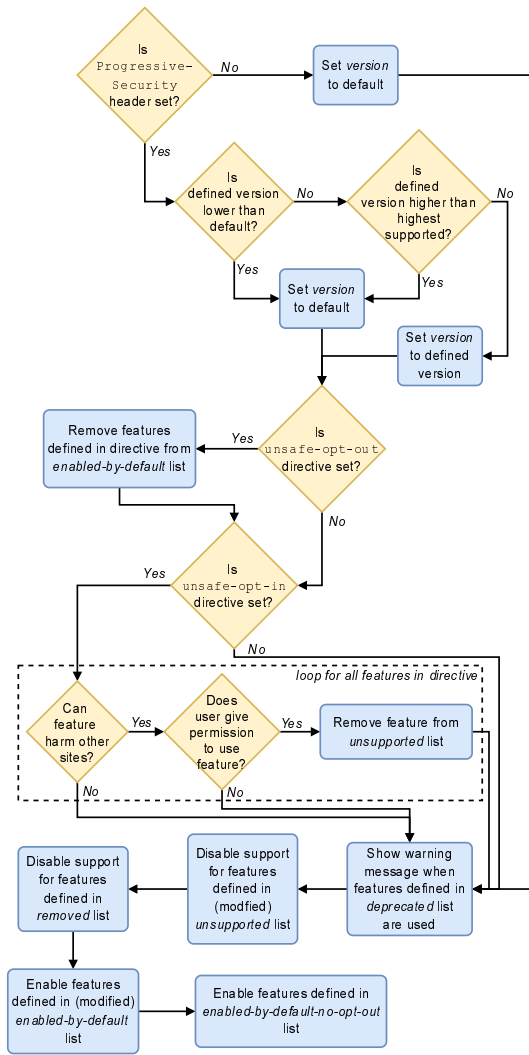 Is
Progressive-
Security
header set?
No
Set version
to default
Yes
Is
defined version
lower than
default?
No
Is
defined
version higher than
highest
supported?
No
Yes
Yes
Set version
to default
Set version
to defined
version
Is
unsafe-opt-out
directive set?
Yes
Remove features
defined in directive from
enabled-by-default list
No
Is
unsafe-opt-in
directive set?
Yes
No
loop for all features in directive
Can
feature
harm other
sites?
Yes
Does
user give
permission
to use
feature?
Yes
Remove feature from
unsupported list
No
No
Show warning
message when
features defined in
deprecated list
are used
Disable support
for features
defined in
(modfied)
unsupported list
Disable support
for features
defined in
removed list
Enable features
defined in (modified)
enabled-by-default
list
Enable features defined in
enabled-by-default-no-opt-out
list